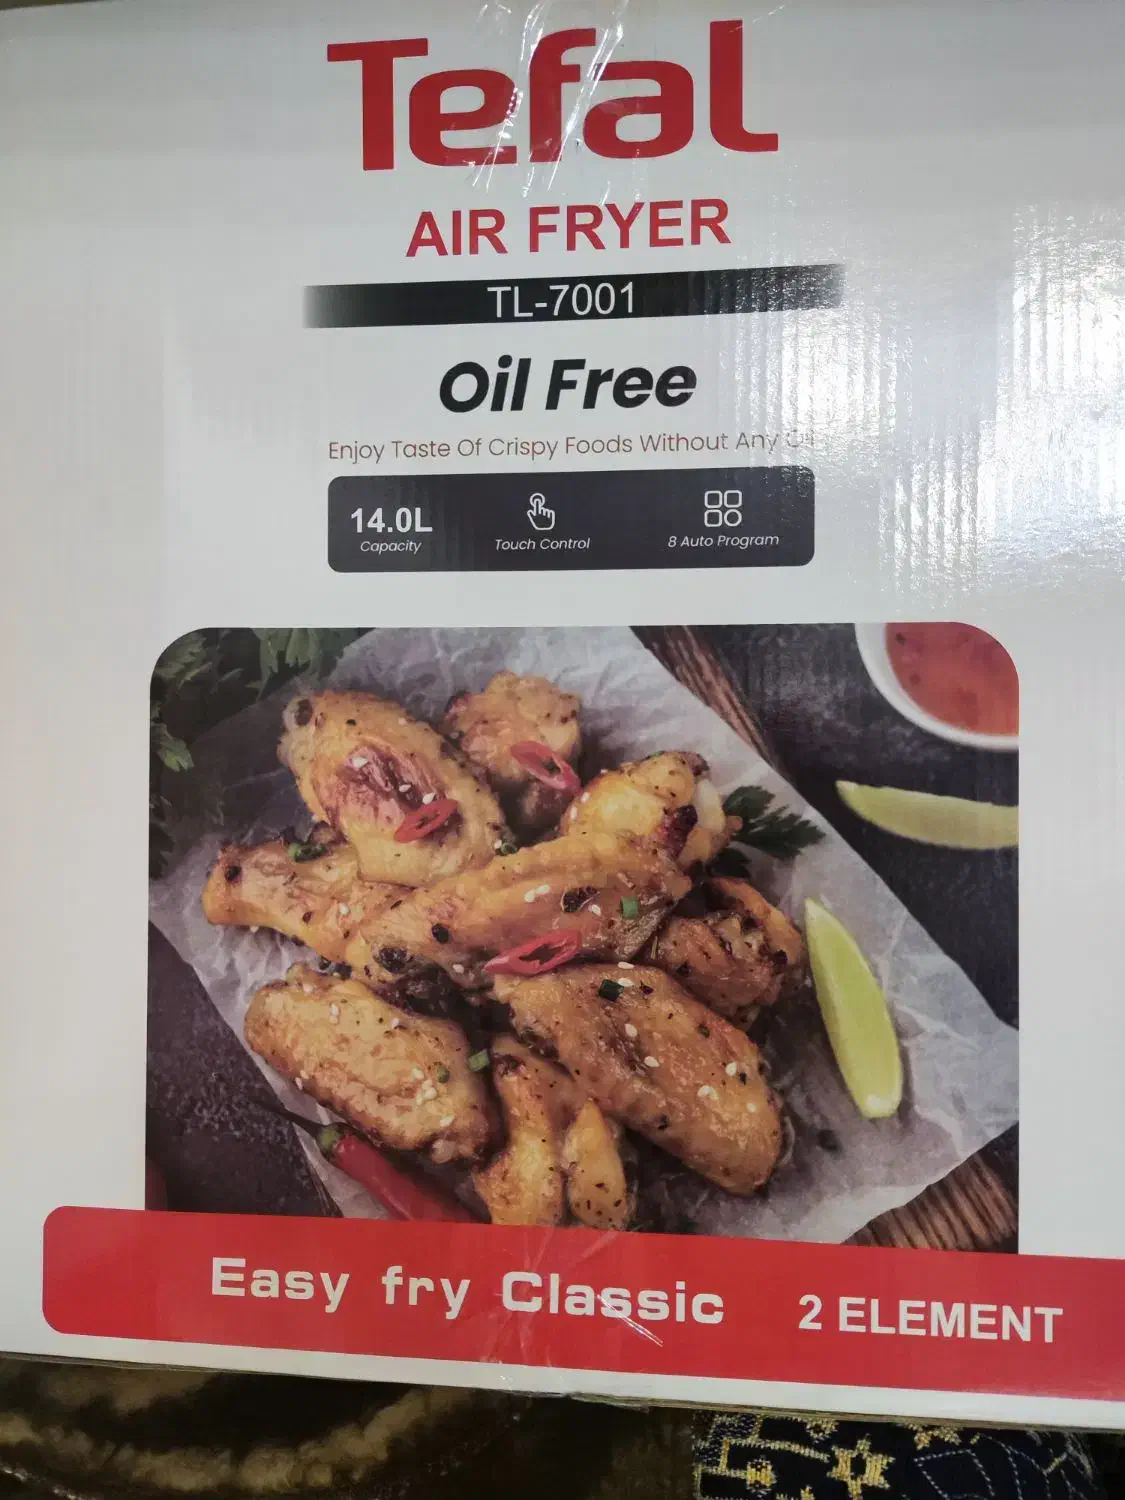 Tefal
AIR FRYER
TL-7001
Oil Free
Enjoy Taste Of Crispy Foods Without Any Oil
14.0L
Capacity
Touch Control
8 Auto Program
Easy fry Classic
2 ELEMENT